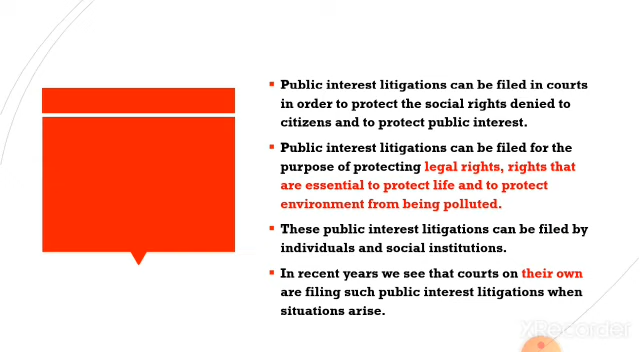 Public interest litigations can be filed in courts
in order to protect the social rights denied to
citizens and to protect public interest.
Public interest litigations can be filed for the
purpose of protecting legal rights, rights that
are essential to protect life and to protect
environment from being polluted.
These public interest litigations can be filed by
individuals and social institutions.
In recent years we see that courts on their own
are filing such public interest litigations when
situations arise.
XRecorder